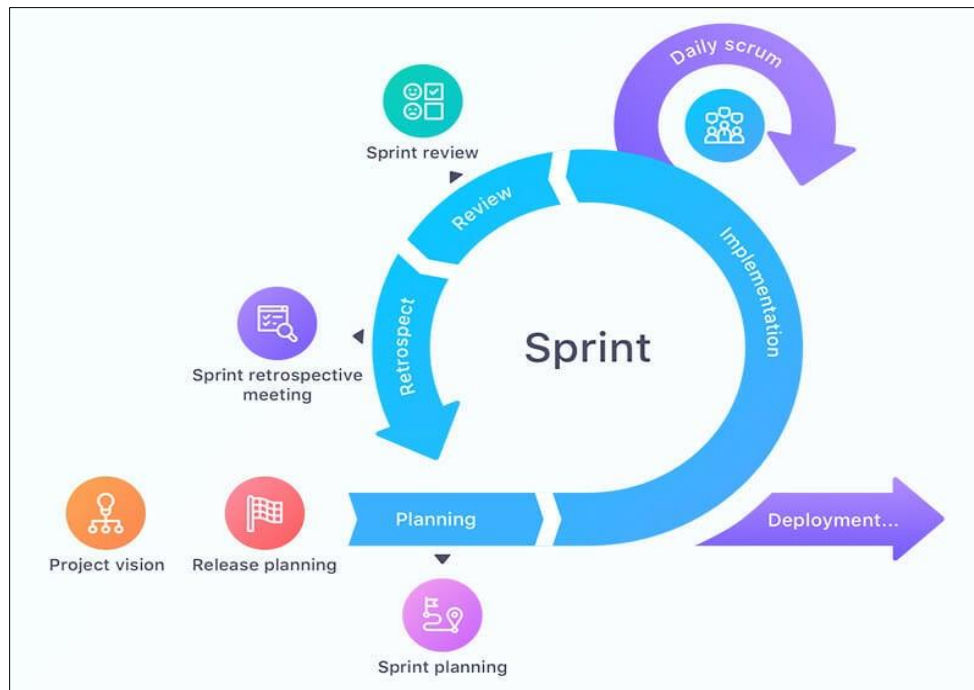 Daily scrum
Sprint review
Review
Implementation
Sprint
Retrospect
Sprint retrospective
meeting
Planning
Deployment...
Project vision
Release planning
Sprint planning